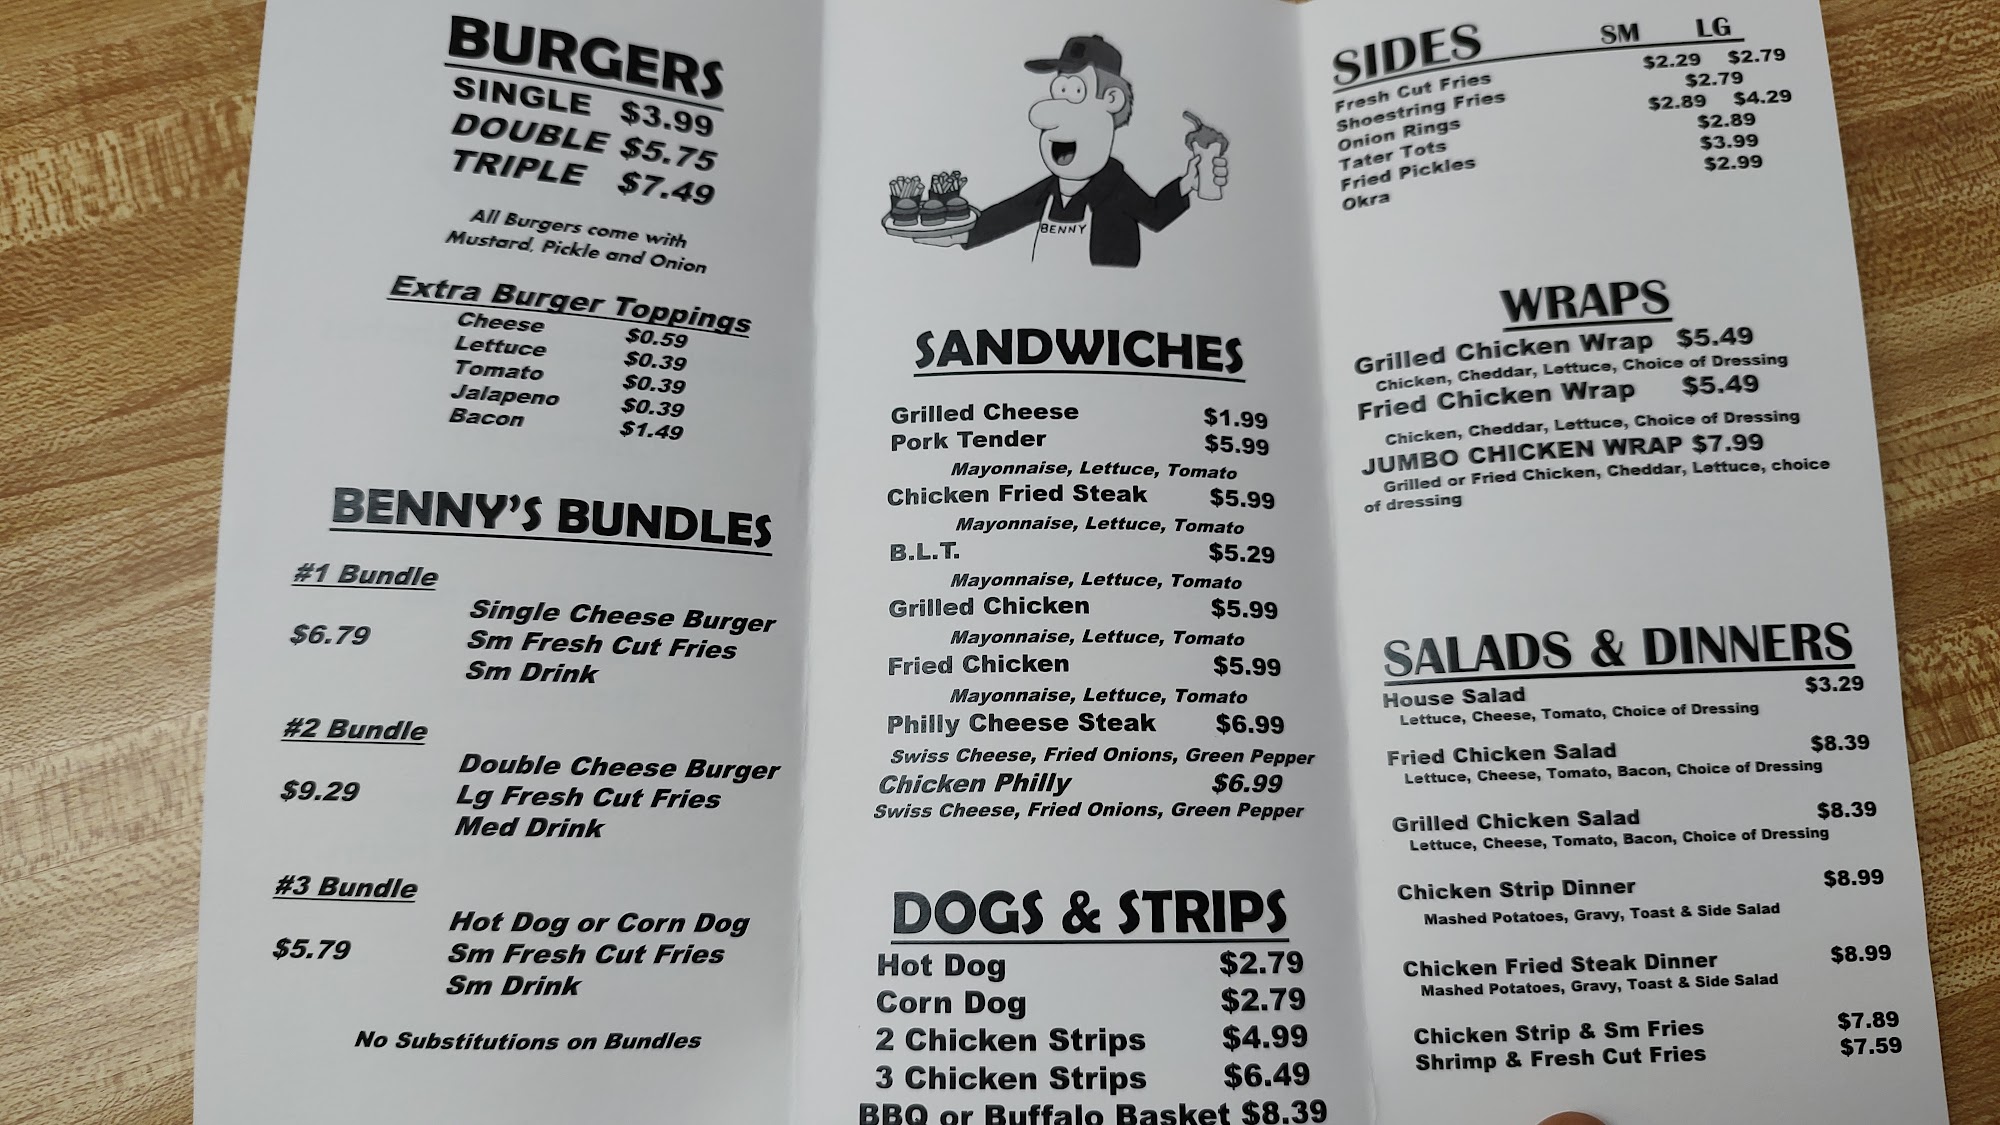 BURGERS
SINGLE $3.99
DOUBLE $5.75
TRIPLE $7.49
All Burgers come with
Mustard, Pickle and Onion
Extra Burger Toppings
Cheese $0.59
Lettuce $0.39
Tomato $0.39
Jalapeno $0.39
Bacon $1.49
BENNY'S BUNDLES
#1 Bundle
$6.79
Single Cheese Burger
Sm Fresh Cut Fries
Sm Drink
#2 Bundle
$9.29
Double Cheese Burger
Lg Fresh Cut Fries
Med Drink
#3 Bundle
$5.79
Hot Dog or Corn Dog
Sm Fresh Cut Fries
Sm Drink
No Substitutions on Bundles
BENNY
SANDWICHES
Grilled Cheese $1.99
Pork Tender $5.99
Mayonnaise, Lettuce, Tomato
Chicken Fried Steak $5.99
Mayonnaise, Lettuce, Tomato
B.L.T. $5.29
Mayonnaise, Lettuce, Tomato
Grilled Chicken $5.99
Mayonnaise, Lettuce, Tomato
Fried Chicken $5.99
Mayonnaise, Lettuce, Tomato
Philly Cheese Steak $6.99
Swiss Cheese, Fried Onions, Green Pepper
Chicken Philly $6.99
Swiss Cheese, Fried Onions, Green Pepper
DOGS & STRIPS
Hot Dog $2.79
Corn Dog $2.79
2 Chicken Strips $4.99
3 Chicken Strips $6.49
BBQ or Buffalo Basket $8.39
SIDES SM LG
Fresh Cut Fries $2.29 $2.79
Shoestring Fries $2.79
Onion Rings $2.89 $4.29
Tater Tots $2.89
Fried Pickles $3.99
Okra $2.99
WRAPS
Grilled Chicken Wrap $5.49
Chicken, Cheddar, Lettuce, Choice of Dressing
Fried Chicken Wrap $5.49
Chicken, Cheddar, Lettuce, Choice of Dressing
JUMBO CHICKEN WRAP $7.99
Grilled or Fried Chicken, Cheddar, Lettuce, choice
of dressing
SALADS & DINNERS
House Salad $3.29
Lettuce, Cheese, Tomato, Choice of Dressing
Fried Chicken Salad $8.39
Lettuce, Cheese, Tomato, Bacon, Choice of Dressing
Grilled Chicken Salad $8.39
Lettuce, Cheese, Tomato, Bacon, Choice of Dressing
Chicken Strip Dinner $8.99
Mashed Potatoes, Gravy, Toast & Side Salad
Chicken Fried Steak Dinner $8.99
Mashed Potatoes, Gravy, Toast & Side Salad
Chicken Strip & Sm Fries $7.89
Shrimp & Fresh Cut Fries $7.59